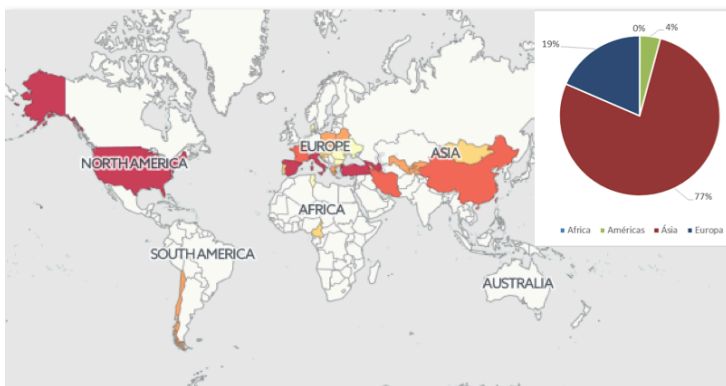 0%
4%
19%
77%
Africa Américas Ásia Europa
NORTH AMERICA
EUROPE
ASIA
AFRICA
SOUTH AMERICA
AUSTRALIA